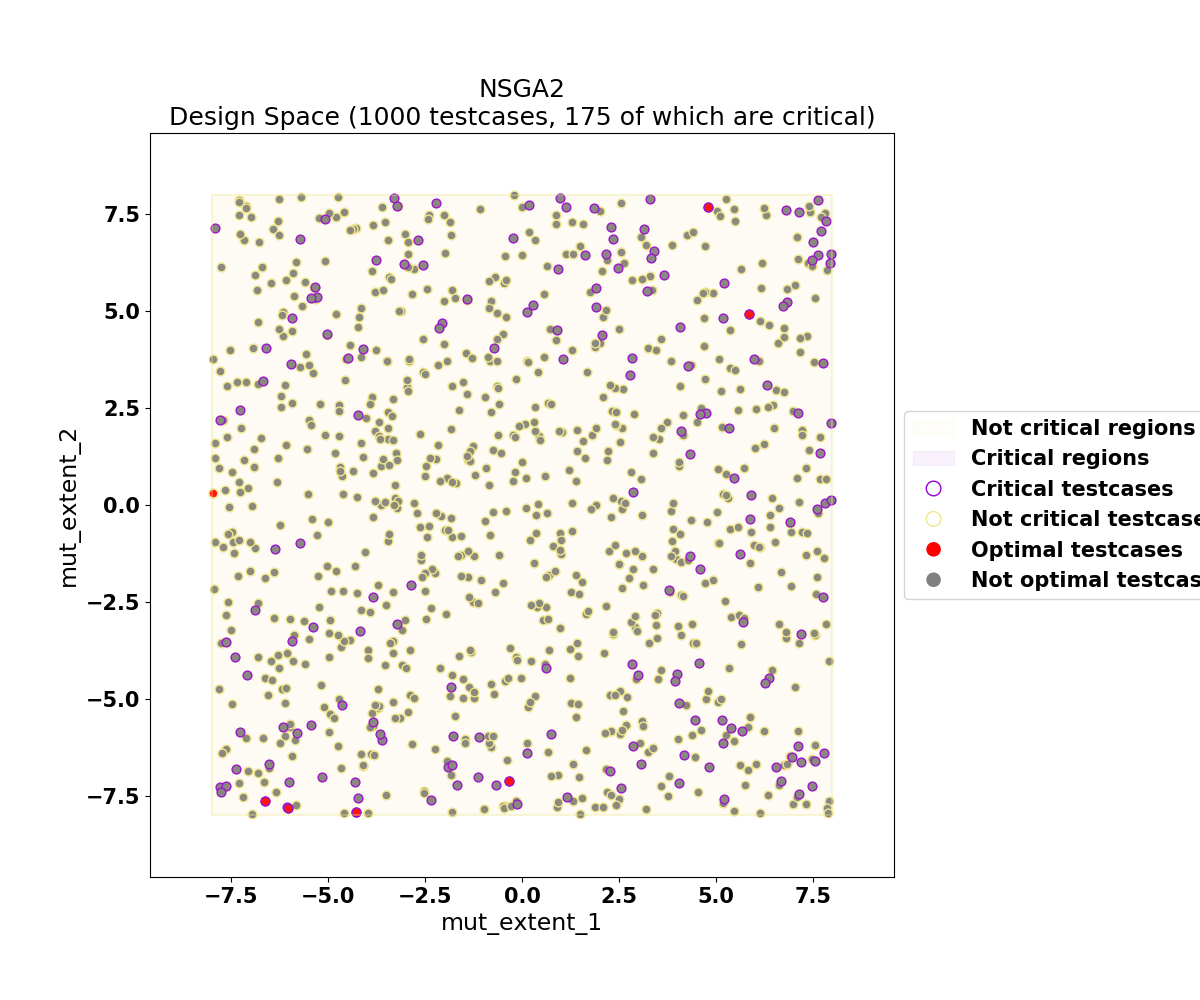 NSGA2
Design Space (1000 testcases, 175 of which are critical)
mut_extent_2
7.5
5.0
2.5
0.0
−2.5
−5.0
−7.5
−7.5
−5.0
−2.5
0.0
2.5
5.0
7.5
mut_extent_1
Not critical regions
Critical regions
Critical testcases
Not critical testcase
Optimal testcases
Not optimal testcas